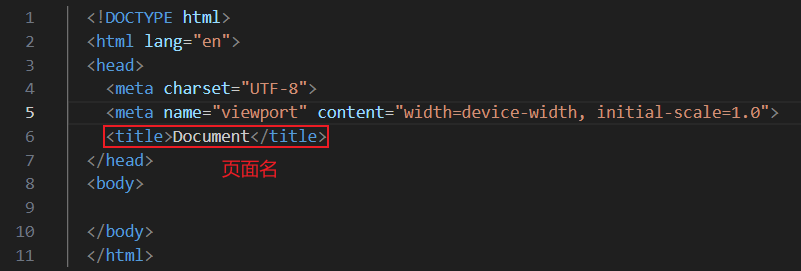 1 <!DOCTYPE html>
2 <html lang="en">
3 <head>
4 <meta charset="UTF-8">
5 <meta name="viewport" content="width=device-width, initial-scale=1.0">
6 <title>Document</title>
7 </head>
页面名
8 <body>
9
10 </body>
11 </html>